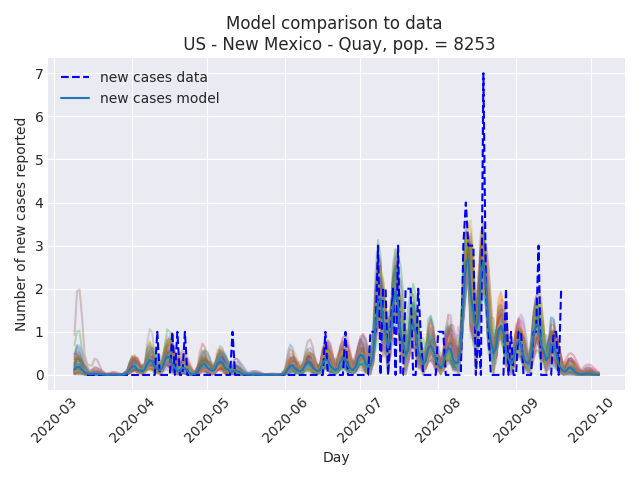 Model comparison to data
US - New Mexico - Quay, pop. = 8253
new cases data
new cases model
Number of new cases reported
7
6
5
4
3
2
1
0
2020-03
2020-04
2020-05
2020-06
2020-07
2020-08
2020-09
2020-10
Day